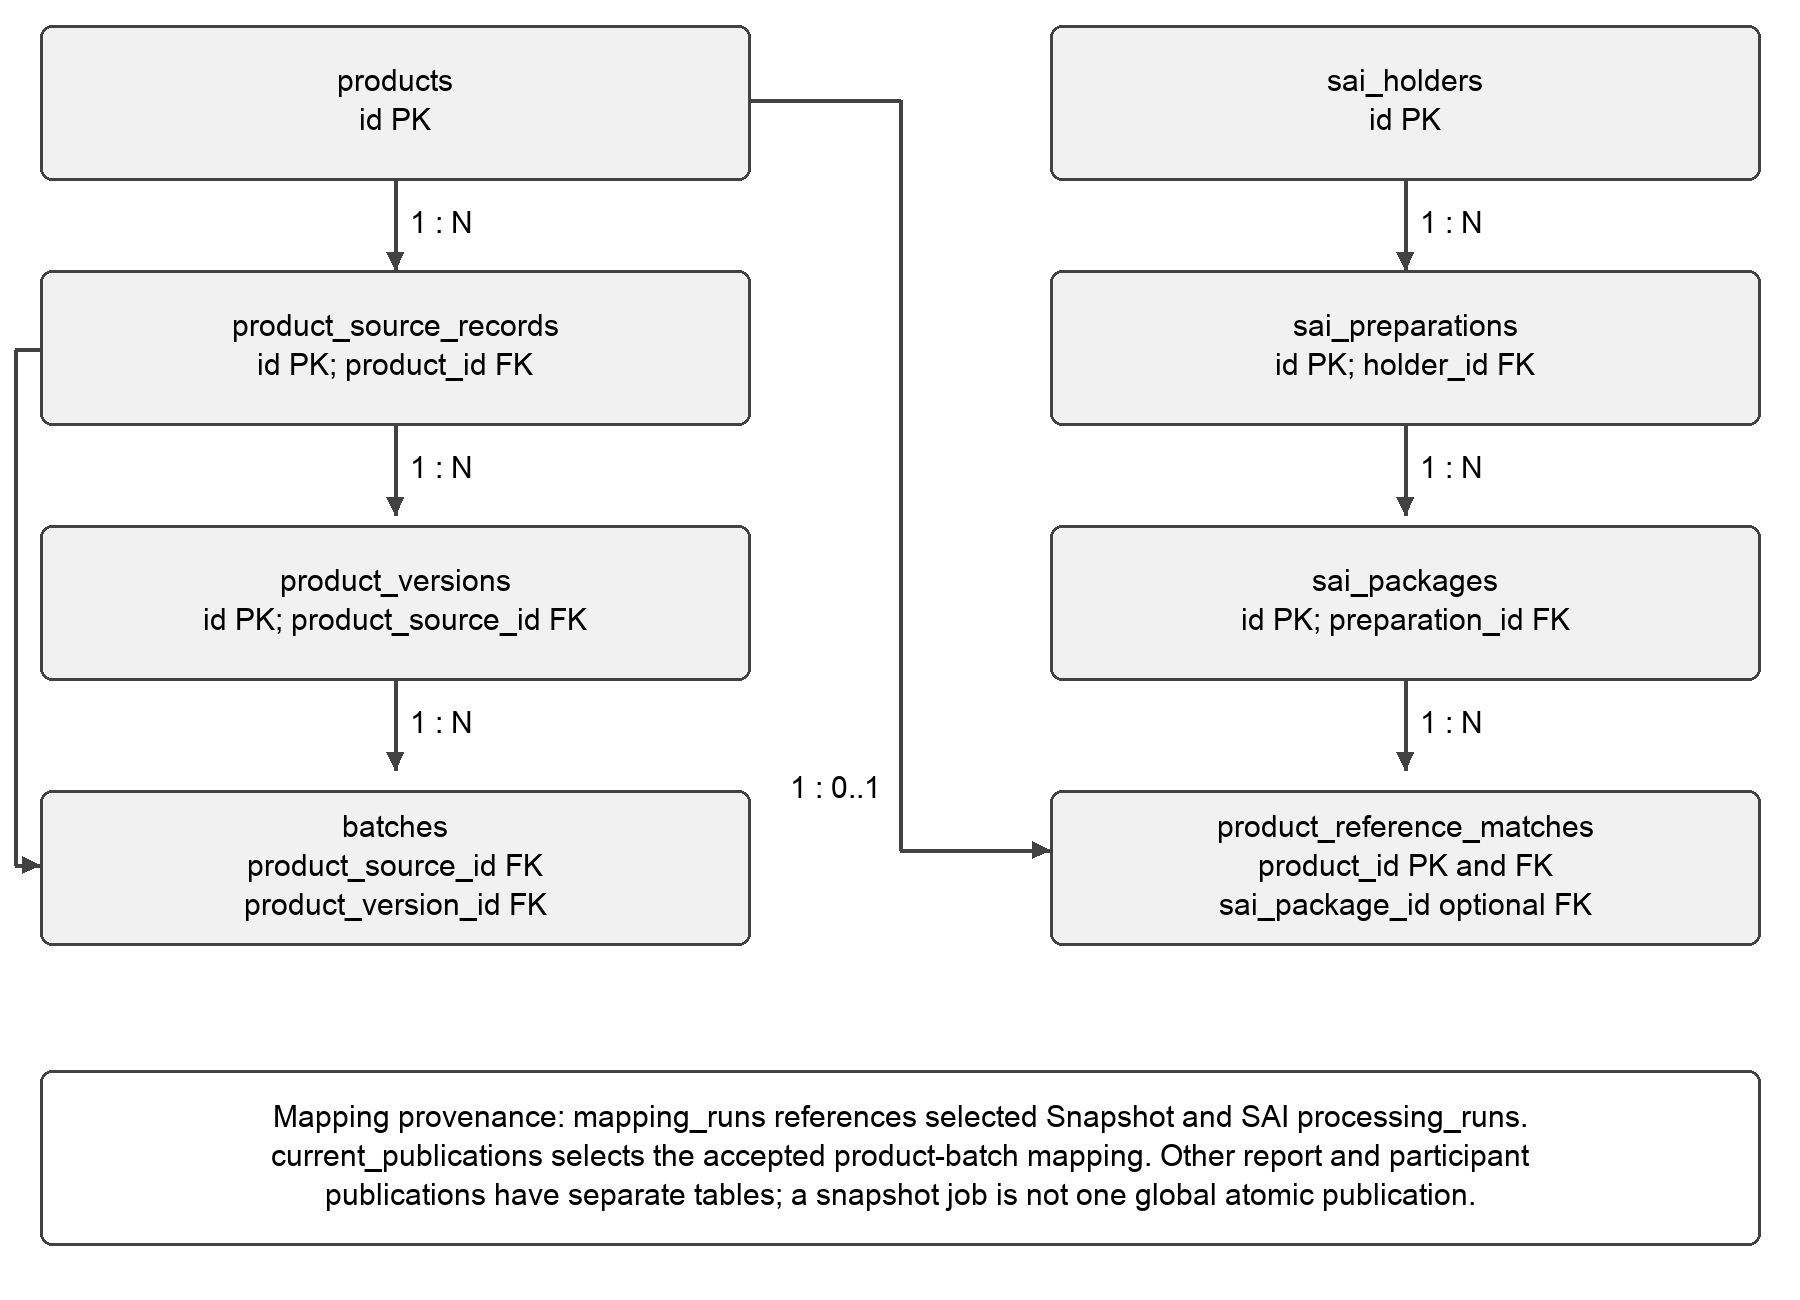 products
id PK
1 : N
product_source_records
id PK; product_id FK
1 : N
product_versions
id PK; product_source_id FK
1 : N
batches
product_source_id FK
product_version_id FK
1 : 0..1
sai_holders
id PK
1 : N
sai_preparations
id PK; holder_id FK
1 : N
sai_packages
id PK; preparation_id FK
1 : N
product_reference_matches
product_id PK and FK
sai_package_id optional FK
Mapping provenance: mapping_runs references selected Snapshot and SAI processing_runs.
current_publications selects the accepted product-batch mapping. Other report and participant
publications have separate tables; a snapshot job is not one global atomic publication.